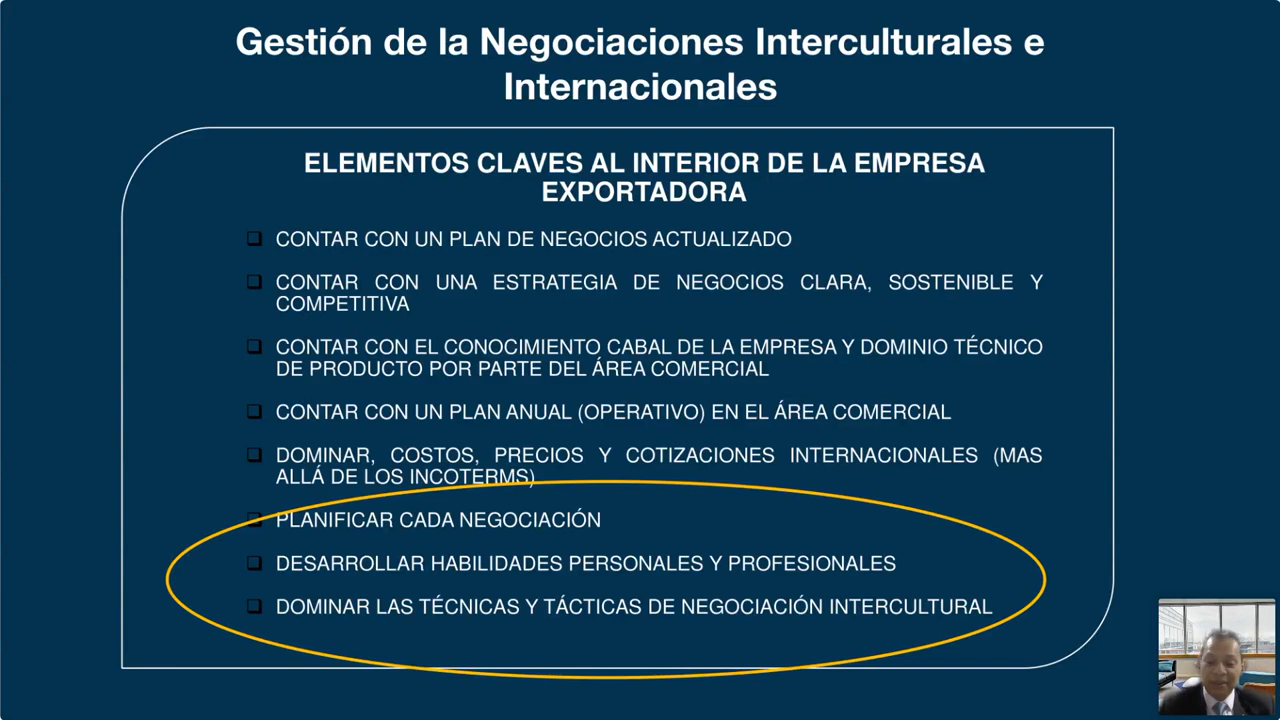 Gestión de la Negociaciones Interculturales e
Internacionales
ELEMENTOS CLAVES AL INTERIOR DE LA EMPRESA
EXPORTADORA
CONTAR CON UN PLAN DE NEGOCIOS ACTUALIZADO
CONTAR CON UNA ESTRATEGIA DE NEGOCIOS CLARA, SOSTENIBLE Y
COMPETITIVA
CONTAR CON EL CONOCIMIENTO CABAL DE LA EMPRESA Y DOMINIO TÉCNICO
DE PRODUCTO POR PARTE DEL ÁREA COMERCIAL
CONTAR CON UN PLAN ANUAL (OPERATIVO) EN EL ÁREA COMERCIAL
DOMINAR, COSTOS, PRECIOS Y COTIZACIONES INTERNACIONALES (MAS
ALLÁ DE LOS INCOTERMS)
PLANIFICAR CADA NEGOCIACIÓN
DESARROLLAR HABILIDADES PERSONALES Y PROFESIONALES
DOMINAR LAS TÉCNICAS Y TÁCTICAS DE NEGOCIACIÓN INTERCULTURAL